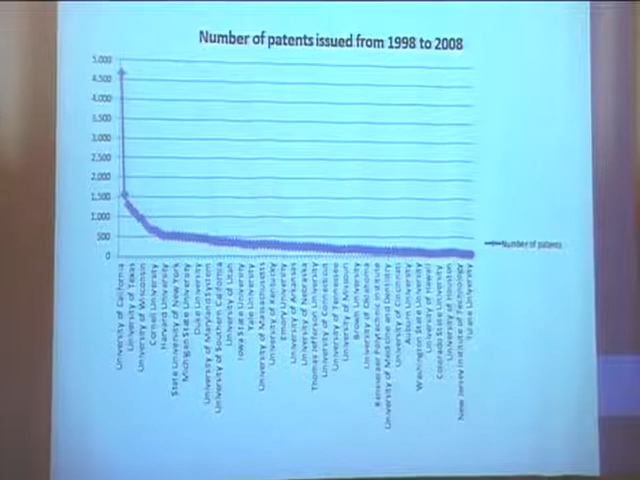 Number of patents issued from 1998 to 2008
5,000
4,500
4,000
3,500
3,000
2,500
2,000
1,500
1,000
500
0
University of California
University of Texas
University of Wisconsin
Cornell University
Harvard University
State University of New York
Michigan State University
Duke University
University of Maryland System
University of Southern California
University of Utah
Iowa State University
Yale University
University of Massachusetts
University of Kentucky
Emory University
University of Arkansas
University of Nebraska
Thomas Jefferson University
University of Connecticut
University of Tennessee
University of Missouri
Brown University
University of Oklahoma
Rensselaer Polytechnic Institute
University of Medicine and Dentistry
University of Cincinnati
Auburn University
Washington State University
University of Hawaii
Colorado State University
University of Houston
New Jersey Institute of Technology
Tulane University
Number of patents